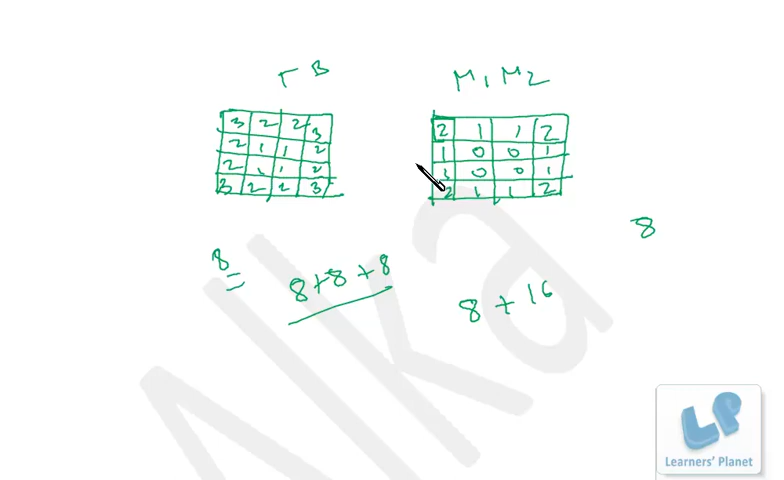 T B
M1 M2
3 2 2 3
2 1 1 2
2 1 1 2
3 2 2 3
2 1 1 2
1 0 0 1
1 0 0 1
2 1 1 2
8
8
=
8+8+8
8 + 16
Alka
LP
Learners' Planet